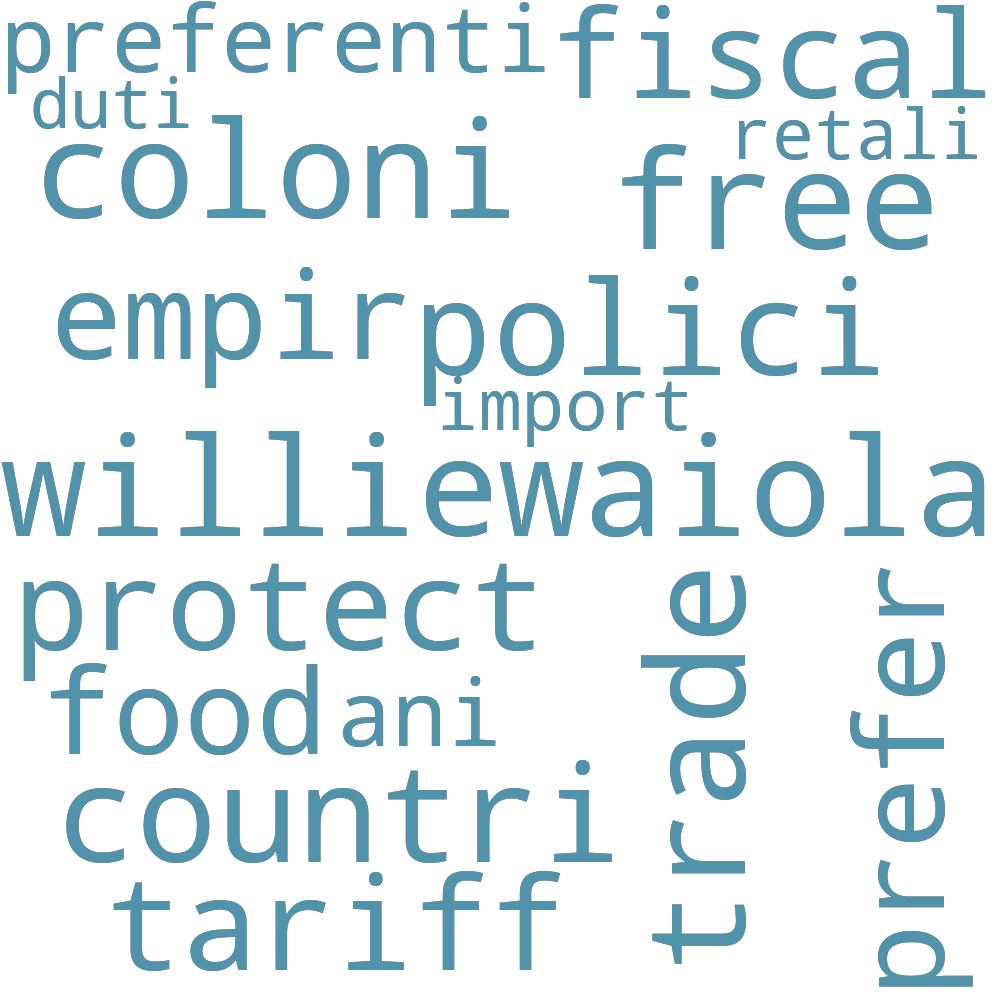 preferenti fiscal
duti
coloni retali
free
empir polici
import
williewaiola
protect
food ani
countri
tariff
trade
prefer